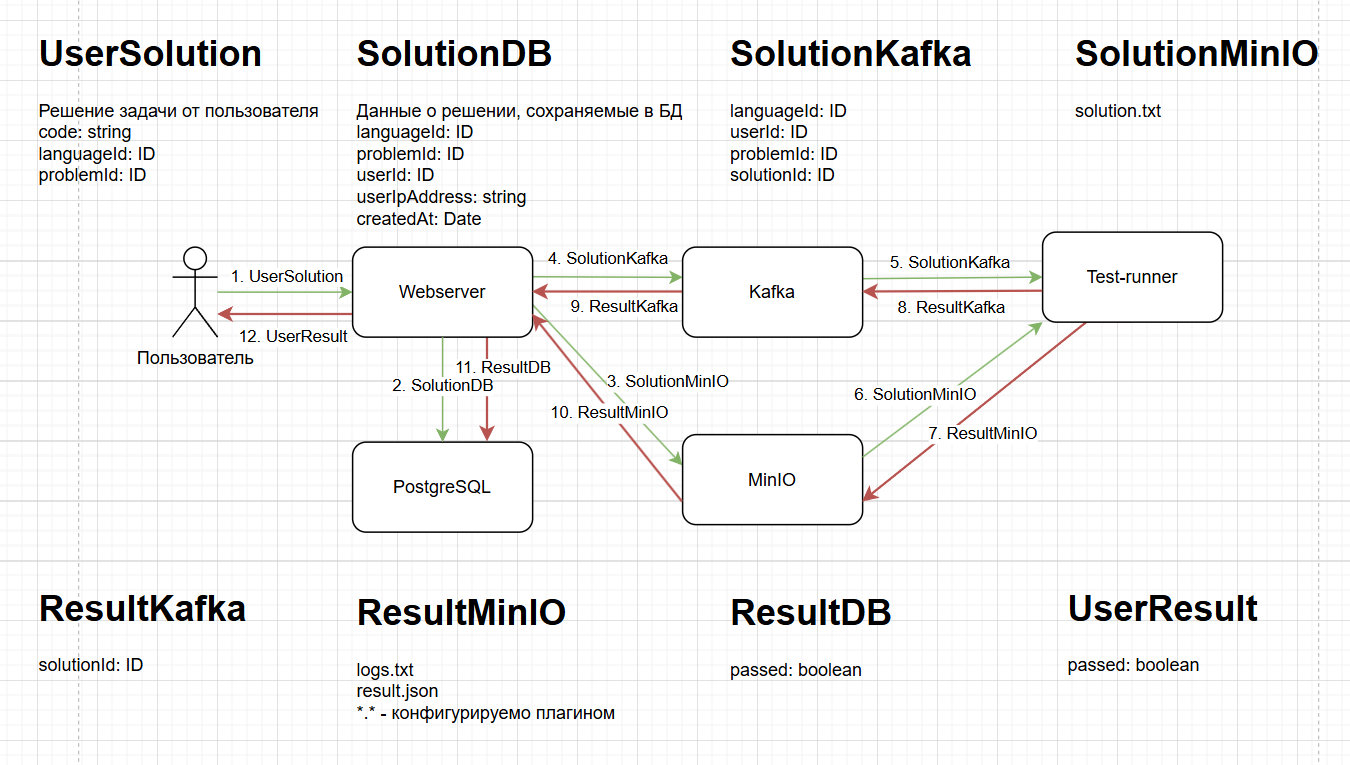 UserSolution
Решение задачи от пользователя
code: string
languageId: ID
problemId: ID
SolutionDB
Данные о решении, сохраняемые в БД
languageId: ID
problemId: ID
userId: ID
userIpAddress: string
createdAt: Date
SolutionKafka
languageId: ID
userId: ID
problemId: ID
solutionId: ID
SolutionMinIO
solution.txt
1. UserSolution
12. UserResult
Пользователь
Webserver
4. SolutionKafka
9. ResultKafka
Kafka
5. SolutionKafka
8. ResultKafka
Test-runner
11. ResultDB
2. SolutionDB
3. SolutionMinIO
10. ResultMinIO
6. SolutionMinIO
7. ResultMinIO
PostgreSQL
MinIO
ResultKafka
solutionId: ID
ResultMinIO
logs.txt
result.json
*.* - конфигурируемо плагином
ResultDB
passed: boolean
UserResult
passed: boolean